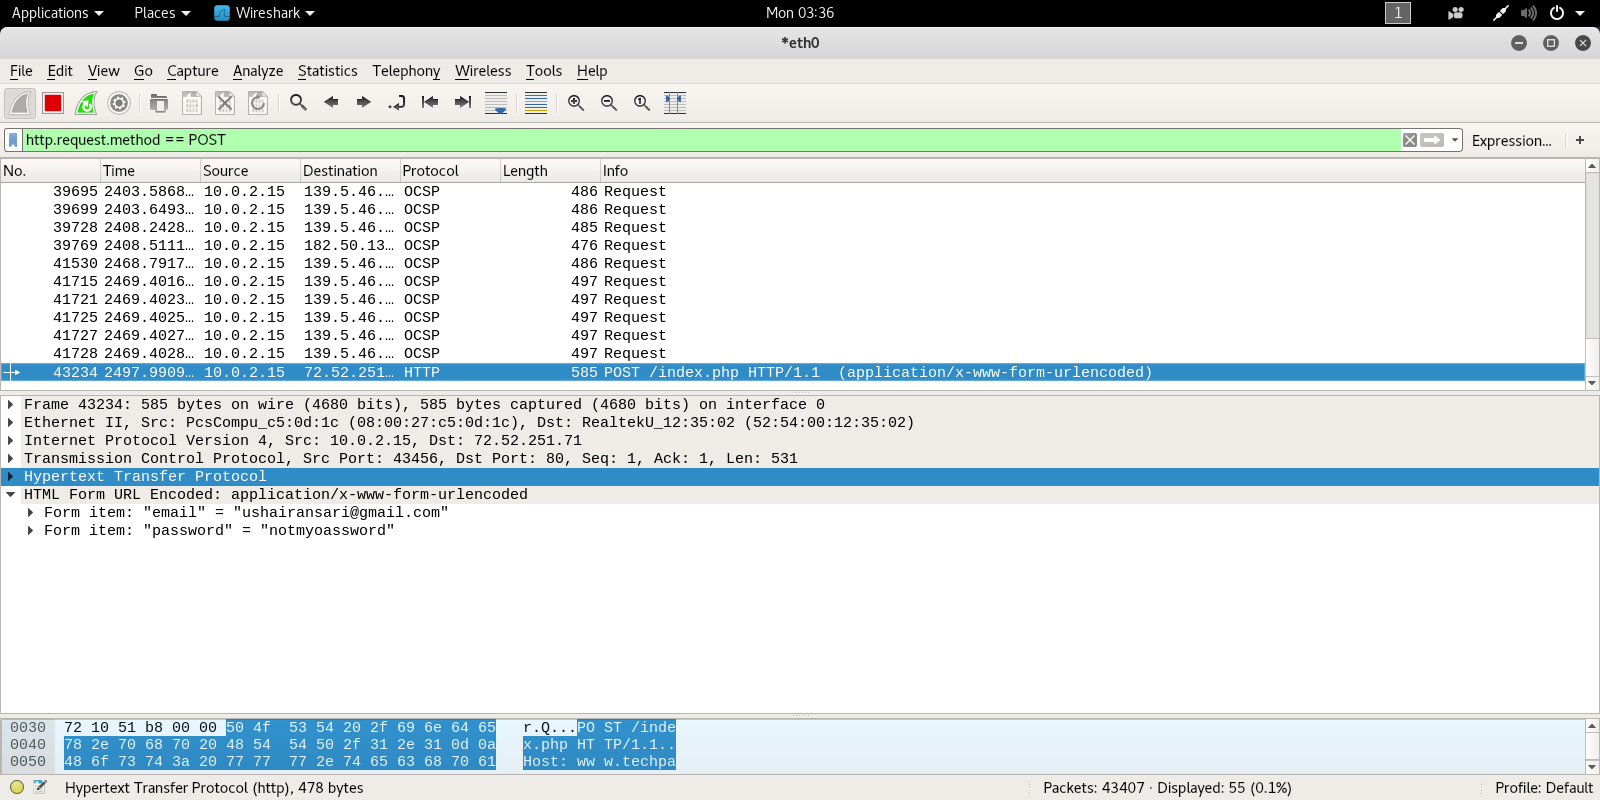 Applications Places Wireshark Mon 03:36 1
*eth0
File Edit View Go Capture Analyze Statistics Telephony Wireless Tools Help
http.request.method == POST Expression... +
No. Time Source Destination Protocol Length Info
39695 2403.5868… 10.0.2.15 139.5.46.… OCSP 486 Request
39699 2403.6493… 10.0.2.15 139.5.46.… OCSP 486 Request
39728 2408.2428… 10.0.2.15 139.5.46.… OCSP 485 Request
39769 2408.5111… 10.0.2.15 182.50.13… OCSP 476 Request
41530 2468.7917… 10.0.2.15 139.5.46.… OCSP 486 Request
41715 2469.4016… 10.0.2.15 139.5.46.… OCSP 497 Request
41721 2469.4023… 10.0.2.15 139.5.46.… OCSP 497 Request
41725 2469.4025… 10.0.2.15 139.5.46.… OCSP 497 Request
41727 2469.4027… 10.0.2.15 139.5.46.… OCSP 497 Request
41728 2469.4028… 10.0.2.15 139.5.46.… OCSP 497 Request
43234 2497.9909… 10.0.2.15 72.52.251… HTTP 585 POST /index.php HTTP/1.1 (application/x-www-form-urlencoded)
Frame 43234: 585 bytes on wire (4680 bits), 585 bytes captured (4680 bits) on interface 0
Ethernet II, Src: PcsCompu_c5:0d:1c (08:00:27:c5:0d:1c), Dst: RealtekU_12:35:02 (52:54:00:12:35:02)
Internet Protocol Version 4, Src: 10.0.2.15, Dst: 72.52.251.71
Transmission Control Protocol, Src Port: 43456, Dst Port: 80, Seq: 1, Ack: 1, Len: 531
Hypertext Transfer Protocol
HTML Form URL Encoded: application/x-www-form-urlencoded
Form item: "email" = "ushairansari@gmail.com"
Form item: "password" = "notmyoassword"
0030 72 10 51 b8 00 00 50 4f 53 54 20 2f 69 6e 64 65 r.Q...PO ST /inde
0040 78 2e 70 68 70 20 48 54 54 50 2f 31 2e 31 0d 0a x.php HT TP/1.1..
0050 48 6f 73 74 3a 20 77 77 77 2e 74 65 63 68 70 61 Host: ww w.techpa
Hypertext Transfer Protocol (http), 478 bytes Packets: 43407 · Displayed: 55 (0.1%) Profile: Default